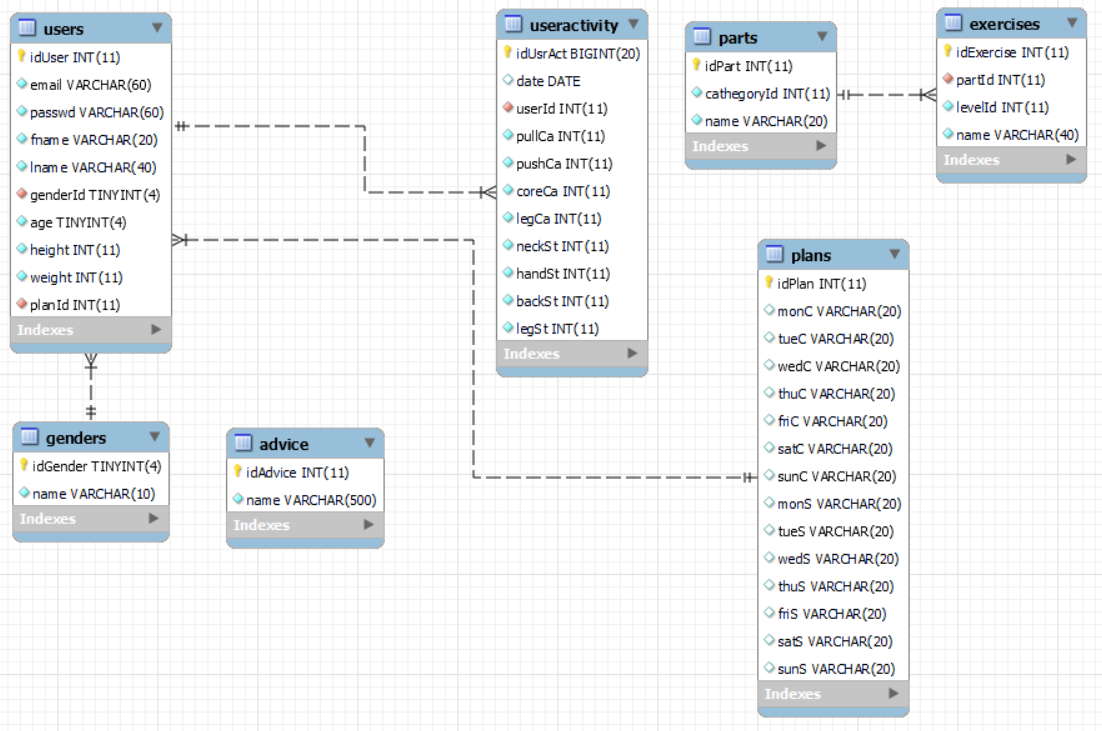 users
idUser INT(11)
email VARCHAR(60)
passwd VARCHAR(60)
fname VARCHAR(20)
lname VARCHAR(40)
genderId TINYINT(4)
age TINYINT(4)
height INT(11)
weight INT(11)
planId INT(11)
Indexes
useractivity
idUsrAct BIGINT(20)
date DATE
userId INT(11)
pullCa INT(11)
pushCa INT(11)
coreCa INT(11)
legCa INT(11)
neckSt INT(11)
handSt INT(11)
backSt INT(11)
legSt INT(11)
Indexes
parts
idPart INT(11)
cathegoryId INT(11)
name VARCHAR(20)
Indexes
exercises
idExercise INT(11)
partId INT(11)
levelId INT(11)
name VARCHAR(40)
Indexes
genders
idGender TINYINT(4)
name VARCHAR(10)
Indexes
advice
idAdvice INT(11)
name VARCHAR(500)
Indexes
plans
idPlan INT(11)
monC VARCHAR(20)
tueC VARCHAR(20)
wedC VARCHAR(20)
thuC VARCHAR(20)
friC VARCHAR(20)
satC VARCHAR(20)
sunC VARCHAR(20)
monS VARCHAR(20)
tueS VARCHAR(20)
wedS VARCHAR(20)
thuS VARCHAR(20)
friS VARCHAR(20)
satS VARCHAR(20)
sunS VARCHAR(20)
Indexes